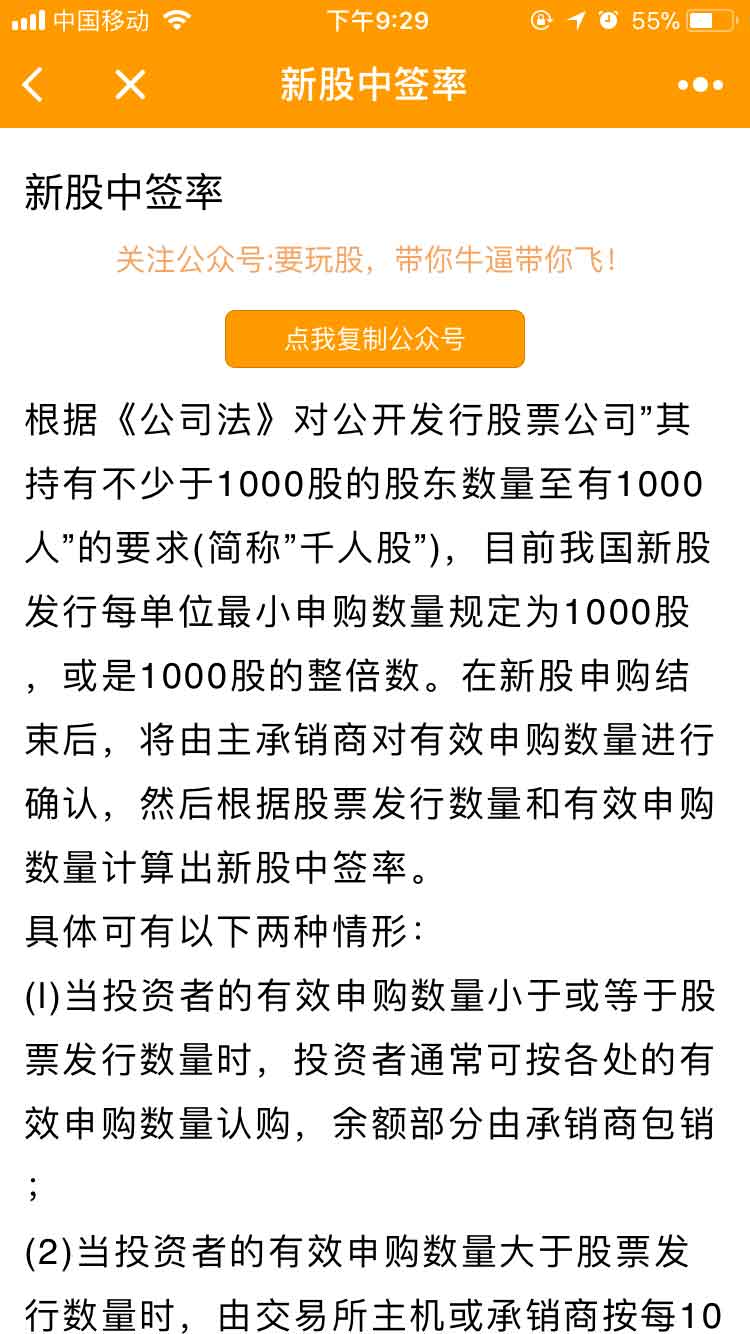 中国移动 下午9:29 55%
新股中签率
新股中签率
关注公众号:要玩股，带你牛逼带你飞！
点我复制公众号
根据《公司法》对公开发行股票公司”其
持有不少于1000股的股东数量至有1000
人”的要求(简称”千人股”)，目前我国新股
发行每单位最小申购数量规定为1000股
，或是1000股的整倍数。在新股申购结
束后，将由主承销商对有效申购数量进行
确认，然后根据股票发行数量和有效申购
数量计算出新股中签率。
具体可有以下两种情形：
(l)当投资者的有效申购数量小于或等于股
票发行数量时，投资者通常可按各处的有
效申购数量认购，余额部分由承销商包销
；
(2)当投资者的有效申购数量大于股票发
行数量时，由交易所主机或承销商按每10